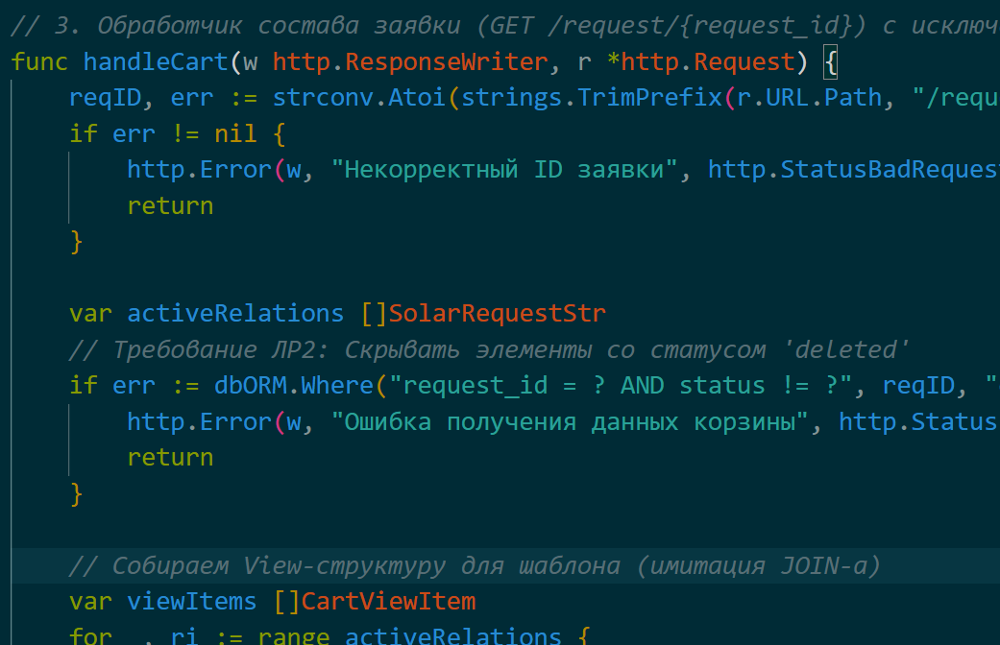 // 3. Обработчик состава заявки (GET /request/{request_id}) с исключ
func handleCart(w http.ResponseWriter, r *http.Request) {
reqID, err := strconv.Atoi(strings.TrimPrefix(r.URL.Path, "/requ
if err != nil {
http.Error(w, "Некорректный ID заявки", http.StatusBadReques
return
}
var activeRelations []SolarRequestStr
// Требование ЛР2: Скрывать элементы со статусом 'deleted'
if err := dbORM.Where("request_id = ? AND status != ?", reqID, "
http.Error(w, "Ошибка получения данных корзины", http.Status
return
}
// Собираем View-структуру для шаблона (имитация JOIN-а)
var viewItems []CartViewItem
for _, ri := range activeRelations {